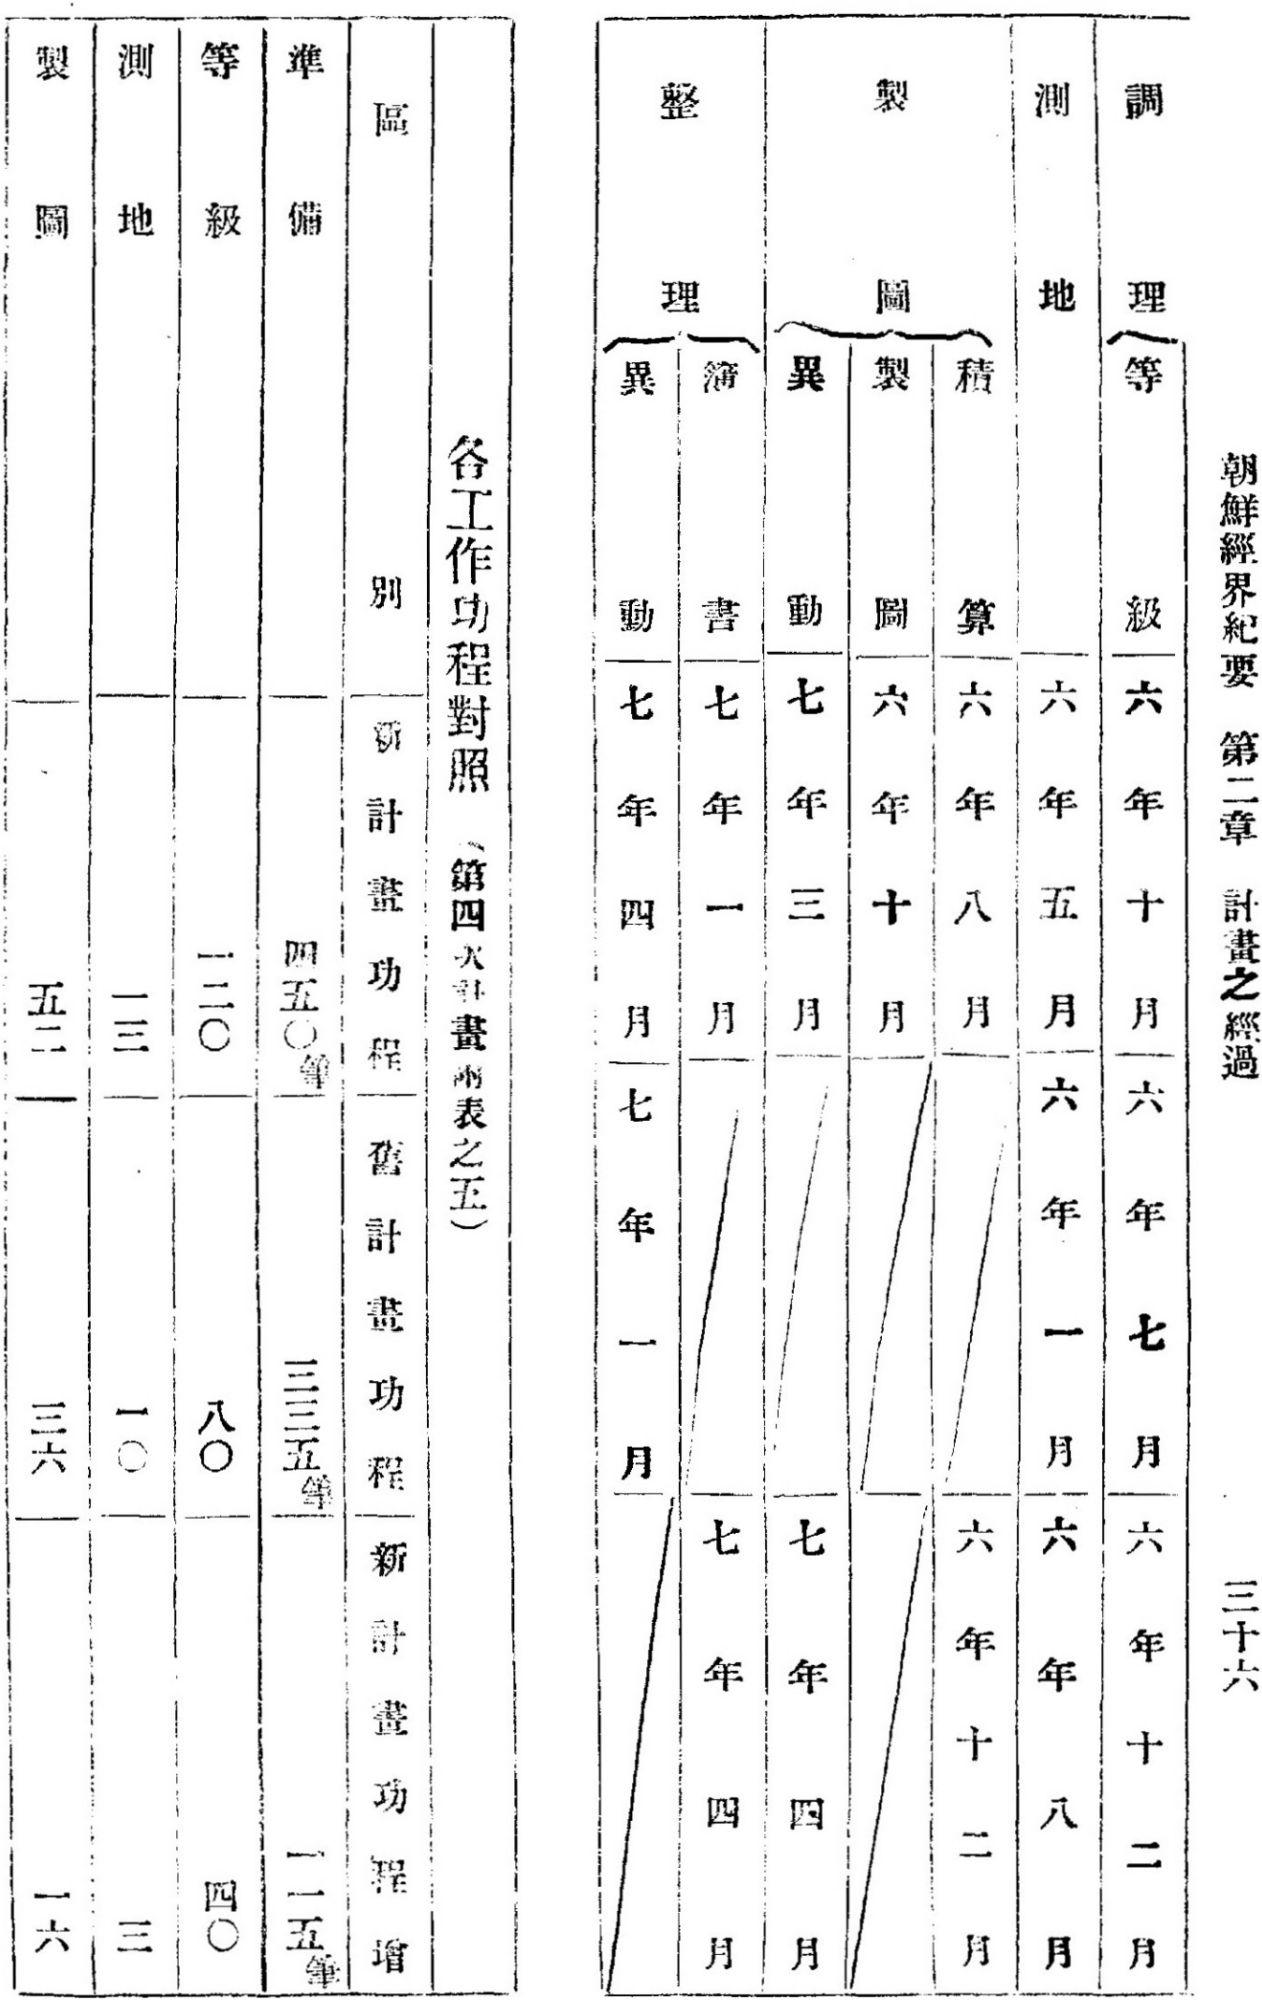 朝鮮經界紀要　第二章　計畫之經過　三十六
調理　等級　六年十月　六年七月　六年十二月
測地　六年五月　六年一月　六年八月
製圖　積算　六年八月　六年十二月
製圖　六年十月
異動　七年三月　七年四月
整理　簿書　七年一月　七年四月
異動　七年四月　七年一月
各工作功程對照（第四次計畫兩表之五）
區別　新計畫功程　舊計畫功程　新計畫功程增
準備　四五〇筆　三三五筆　一一五筆
等級　一二〇　八〇　四〇
測地　一三　一〇　三
製圖　五二　三六　一六